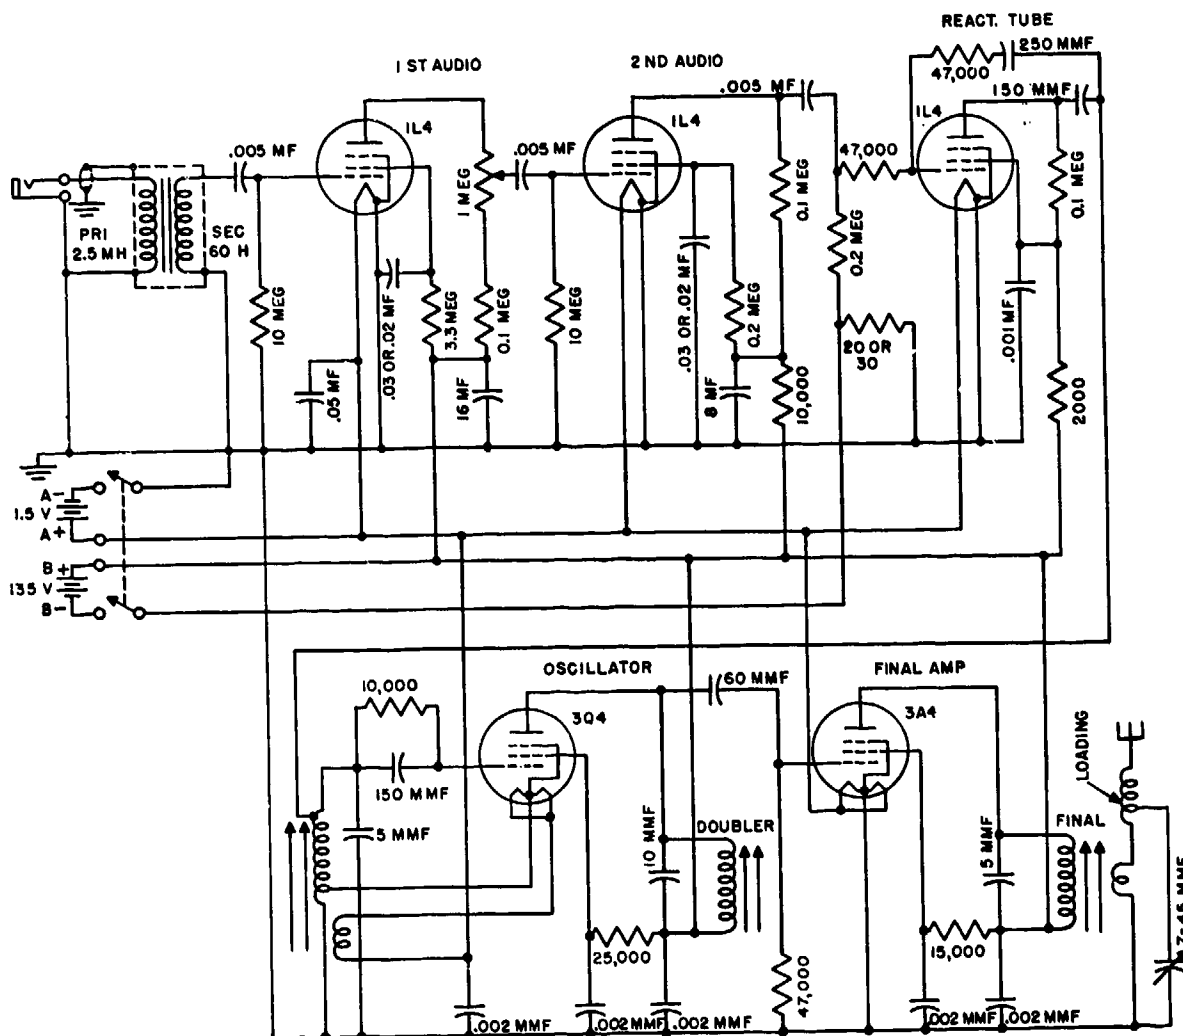 REACT. TUBE
250 MMF
47,000
1 ST AUDIO
2 ND AUDIO
.005 MF
150 MMF
1L4
1L4
1L4
.005 MF
.005 MF
47,000
1 MEG
0.1 MEG
0.1 MEG
PRI
2.5 MH
SEC
60 H
0.2 MEG
10 MEG
.03 OR .02 MF
3.3 MEG
0.1 MEG
10 MEG
.03 OR .02 MF
0.2 MEG
20 OR
30
.001 MF
.05 MF
16 MF
8 MF
10,000
2000
A-
1.5 V
A+
B+
135 V
B-
OSCILLATOR
FINAL AMP
60 MMF
10,000
3Q4
3A4
LOADING
150 MMF
5 MMF
DOUBLER
10 MMF
FINAL
5 MMF
25,000
47,000
15,000
7-45 MMF
.002 MMF
.002 MMF
.002 MMF
.002 MMF
.002 MMF